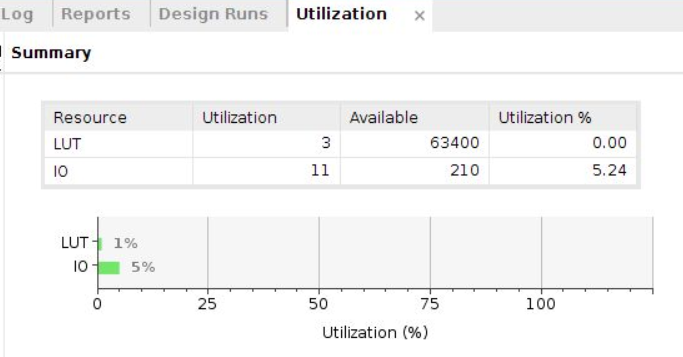 Log Reports Design Runs Utilization ×
Summary
Resource Utilization Available Utilization %
LUT 3 63400 0.00
IO 11 210 5.24
LUT 1%
IO 5%
0 25 50 75 100
Utilization (%)